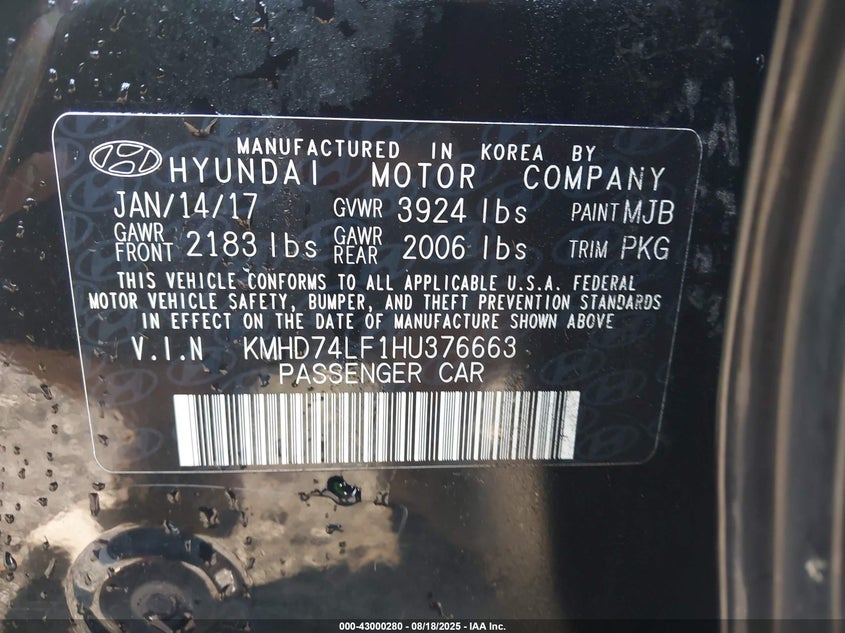 MANUFACTURED IN KOREA BY
HYUNDAI MOTOR COMPANY
JAN/14/17 GVWR 3924 lbs PAINT MJB
GAWR FRONT 2183 lbs GAWR REAR 2006 lbs TRIM PKG
THIS VEHICLE CONFORMS TO ALL APPLICABLE U.S.A. FEDERAL
MOTOR VEHICLE SAFETY, BUMPER, AND THEFT PREVENTION STANDARDS
IN EFFECT ON THE DATE OF MANUFACTURE SHOWN ABOVE
V.I.N KMHD74LF1HU376663
PASSENGER CAR
000-43000280 - 08/18/2025 - IAA Inc.